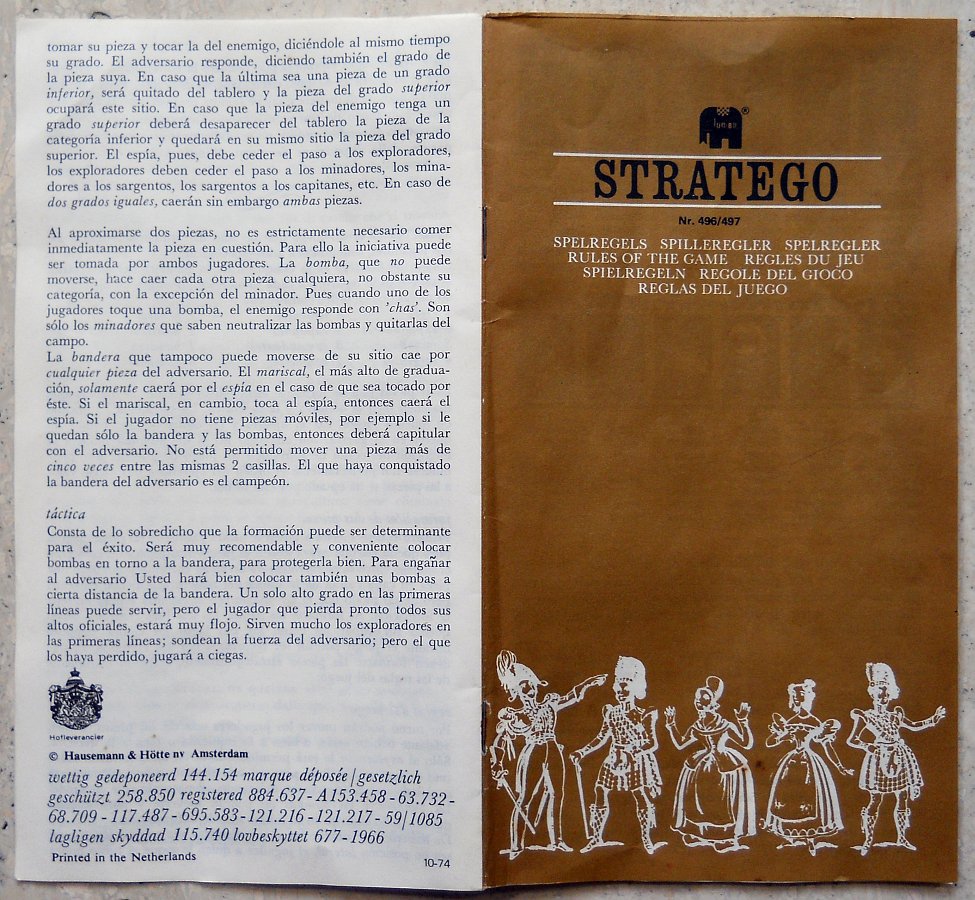 tomar su pieza y tocar la del enemigo, diciéndole al mismo tiempo
su grado. El adversario responde, diciendo también el grado de
la pieza suya. En caso que la última sea una pieza de un grado
inferior, será quitado del tablero y la pieza del grado superior
ocupará este sitio. En caso que la pieza del enemigo tenga un
grado superior deberá desaparecer del tablero la pieza de la
categoría inferior y quedará en su mismo sitio la pieza del grado
superior. El espía, pues, debe ceder el paso a los exploradores,
los exploradores deben ceder el paso a los minadores, los mina-
dores a los sargentos, los sargentos a los capitanes, etc. En caso de
dos grados iguales, caerán sin embargo ambas piezas.
Al aproximarse dos piezas, no es estrictamente necesario comer
inmediatamente la pieza en cuestión. Para ello la iniciativa puede
ser tomada por ambos jugadores. La bomba, que no puede
moverse, hace caer cada otra pieza cualquiera, no obstante su
categoría, con la excepción del minador. Pues cuando uno de los
jugadores toque una bomba, el enemigo responde con 'chas'. Son
sólo los minadores que saben neutralizar las bombas y quitarlas del
campo.
La bandera que tampoco puede moverse de su sitio cae por
cualquier pieza del adversario. El mariscal, el más alto de gradua-
ción, solamente caerá por el espía en el caso de que sea tocado por
éste. Si el mariscal, en cambio, toca al espía, entonces caerá el
espía. Si el jugador no tiene piezas móviles, por ejemplo si le
quedan sólo la bandera y las bombas, entonces deberá capitular
con el adversario. No está permitido mover una pieza más de
cinco veces entre las mismas 2 casillas. El que haya conquistado
la bandera del adversario es el campeón.
táctica
Consta de lo sobredicho que la formación puede ser determinante
para el éxito. Será muy recomendable y conveniente colocar
bombas en torno a la bandera, para protegerla bien. Para engañar
al adversario Usted hará bien colocar también unas bombas a
cierta distancia de la bandera. Un solo alto grado en las primeras
líneas puede servir, pero el jugador que pierda pronto todos sus
altos oficiales, estará muy flojo. Sirven mucho los exploradores en
las primeras líneas; sondean la fuerza del adversario; pero el que
los haya perdido, jugará a ciegas.
Hofleverancier
© Hausemann & Hötte NV Amsterdam
wettig gedeponeerd 144.154 marque déposée/gesetzlich
geschützt 258.850 registered 884.637 - A153.458 - 63.732 -
68.709 - 117.487 - 695.583 - 121.216 - 121.217 - 59/1085
lagligen skyddad 115.740 lovbeskyttet 677-1966
Printed in the Netherlands
10-74
jumbo
®
STRATEGO
Nr. 496/497
SPELREGELS SPILLEREGLER SPELREGLER
RULES OF THE GAME REGLES DU JEU
SPIELREGELN REGOLE DEL GIOCO
REGLAS DEL JUEGO